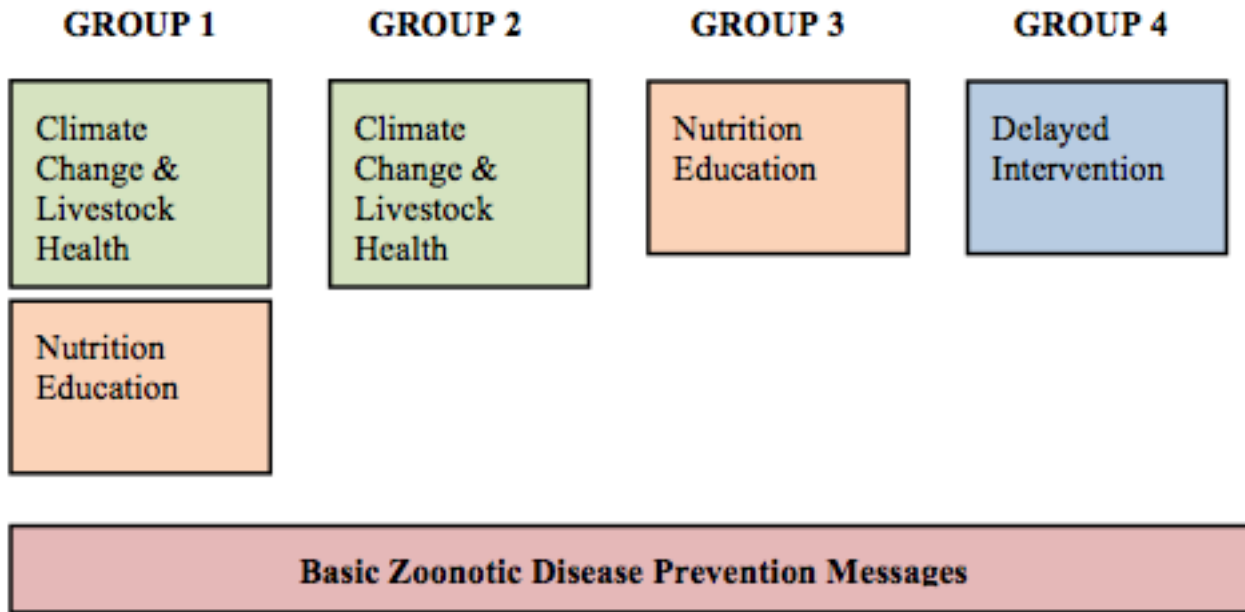 GROUP 1
GROUP 2
GROUP 3
GROUP 4
Climate
Change &
Livestock
Health
Climate
Change &
Livestock
Health
Nutrition
Education
Delayed
Intervention
Nutrition
Education
Basic Zoonotic Disease Prevention Messages